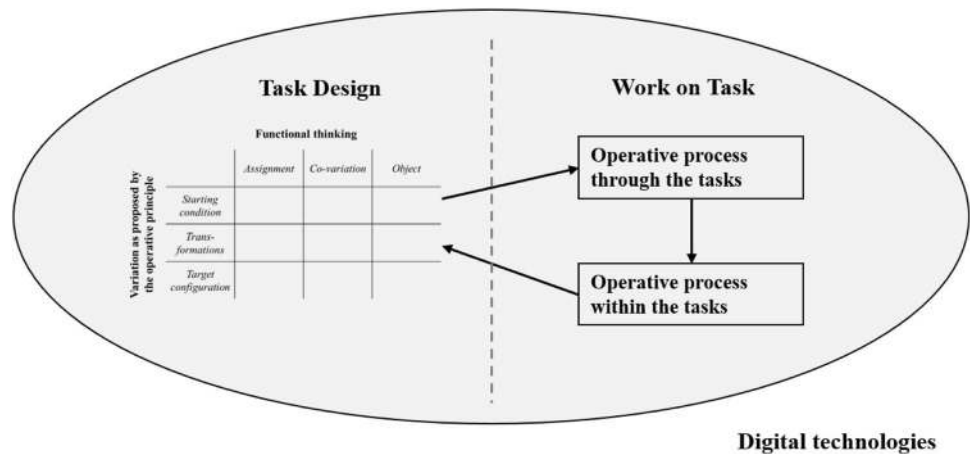 Task Design
Work on Task
Functional thinking
Assignment
Co-variation
Object
Variation as proposed by
the operative principle
Starting
condition
Trans-
formations
Target
configuration
Operative process
through the tasks
Operative process
within the tasks
Digital technologies